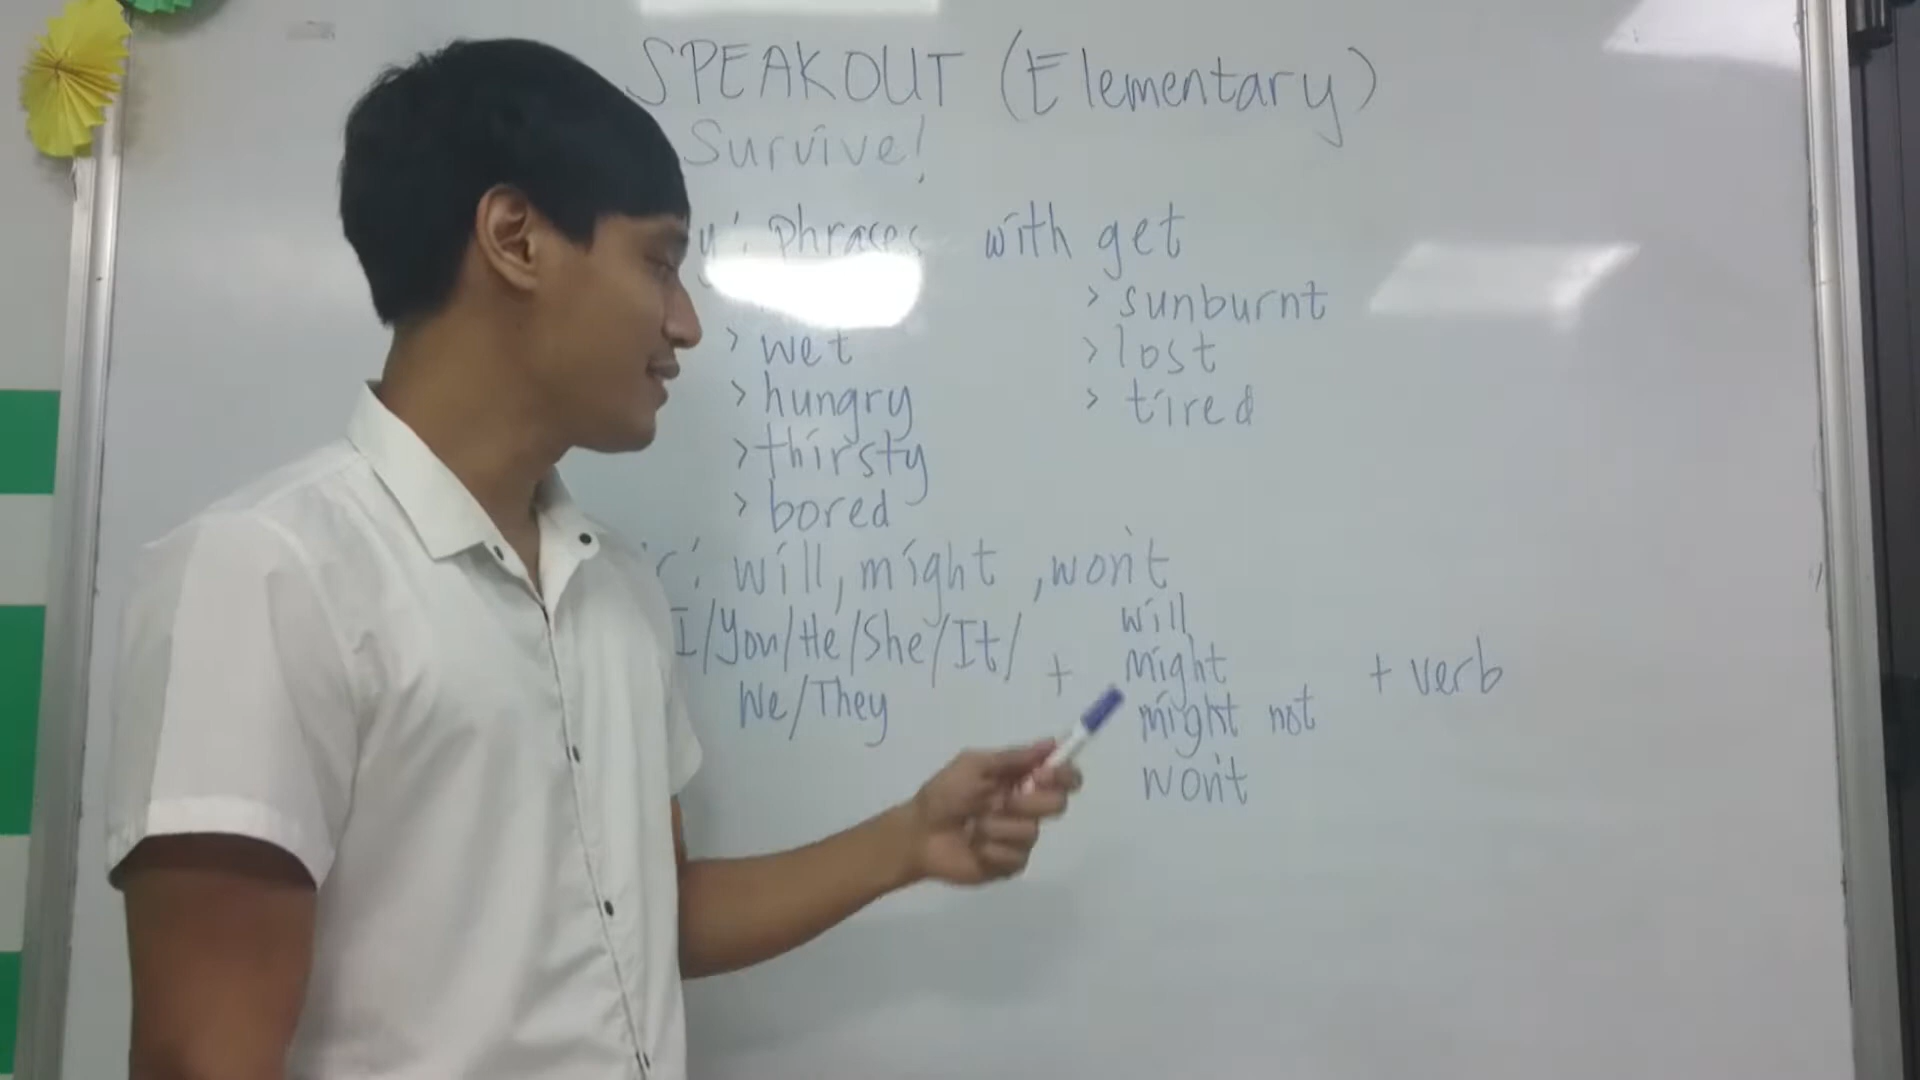 SPEAKOUT (Elementary)
Survive!
y: phrases with get
> wet
> hungry
> thirsty
> bored
> sunburnt
> lost
> tired
r: will, might, won't
I/You/He/She/It/
We/They
+
will
might
might not
won't
+ verb